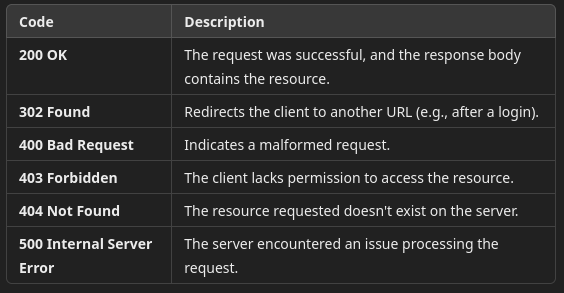 Code Description
200 OK The request was successful, and the response body
contains the resource.
302 Found Redirects the client to another URL (e.g., after a login).
400 Bad Request Indicates a malformed request.
403 Forbidden The client lacks permission to access the resource.
404 Not Found The resource requested doesn't exist on the server.
500 Internal Server The server encountered an issue processing the
Error request.